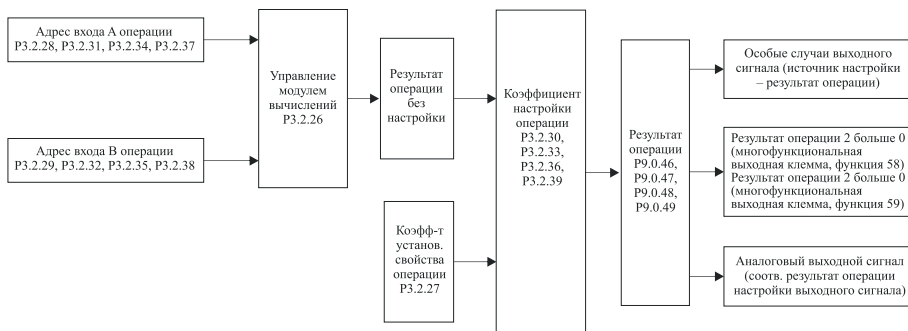 Адрес входа А операции
P3.2.28, P3.2.31, P3.2.34, P3.2.37
Адрес входа В операции
P3.2.29, P3.2.32, P3.2.35, P3.2.38
Управление
модулем
вычислений
P3.2.26
Результат
операции
без
настройки
Коэфф-т
установ.
свойства
операции
P3.2.27
Коэффициент
настройки
операции
P3.2.30,
P3.2.33,
P3.2.36,
P3.2.39
Результат
операции
P9.0.46,
P9.0.47,
P9.0.48,
P9.0.49
Особые случаи выходного
сигнала (источник настройки
– результат операции)
Результат операции 2 больше 0
(многофункциональная
выходная клемма, функция 58)
Результат операции 2 больше 0
(многофункциональная
выходная клемма, функция 59)
Аналоговый выходной сигнал
(соотв. результат операции
настройки выходного сигнала)